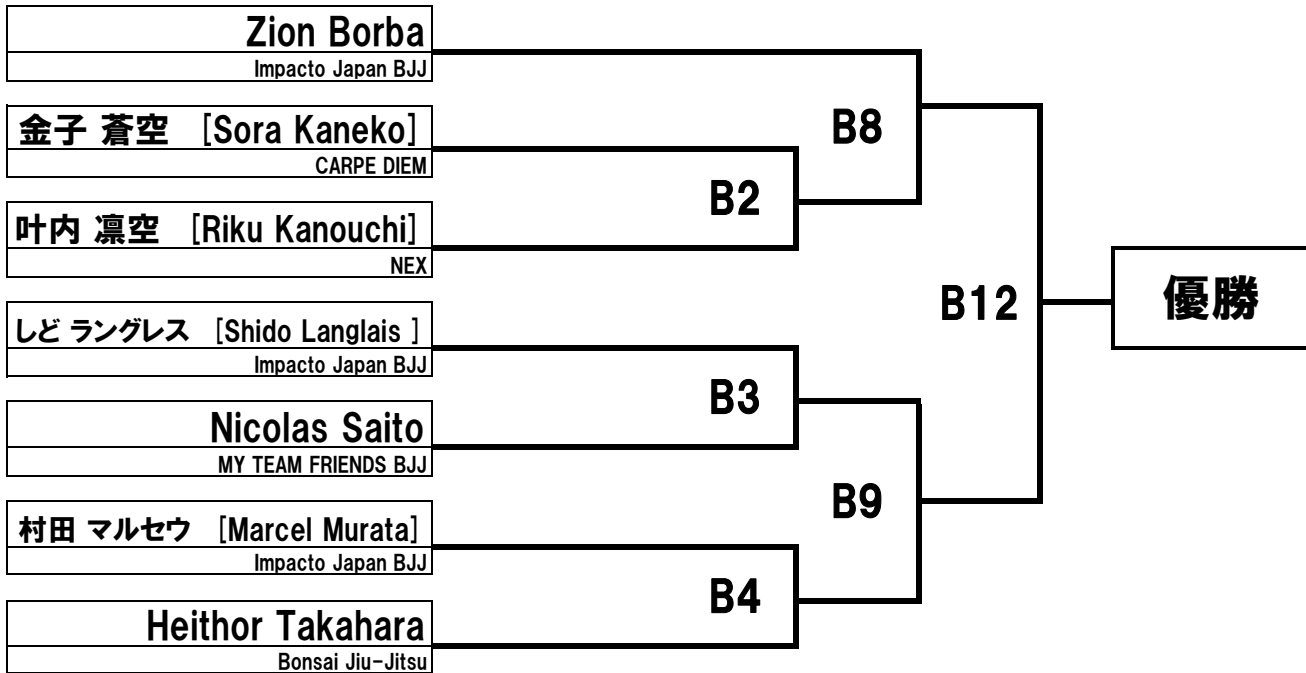 Zion Borba
Impacto Japan BJJ
金子 蒼空 [Sora Kaneko]
CARPE DIEM
叶内 凛空 [Riku Kanouchi]
NEX
しど ラングレス [Shido Langlais ]
Impacto Japan BJJ
Nicolas Saito
MY TEAM FRIENDS BJJ
村田 マルセウ [Marcel Murata]
Impacto Japan BJJ
Heithor Takahara
Bonsai Jiu-Jitsu
B2
B3
B4
B8
B9
B12
優勝